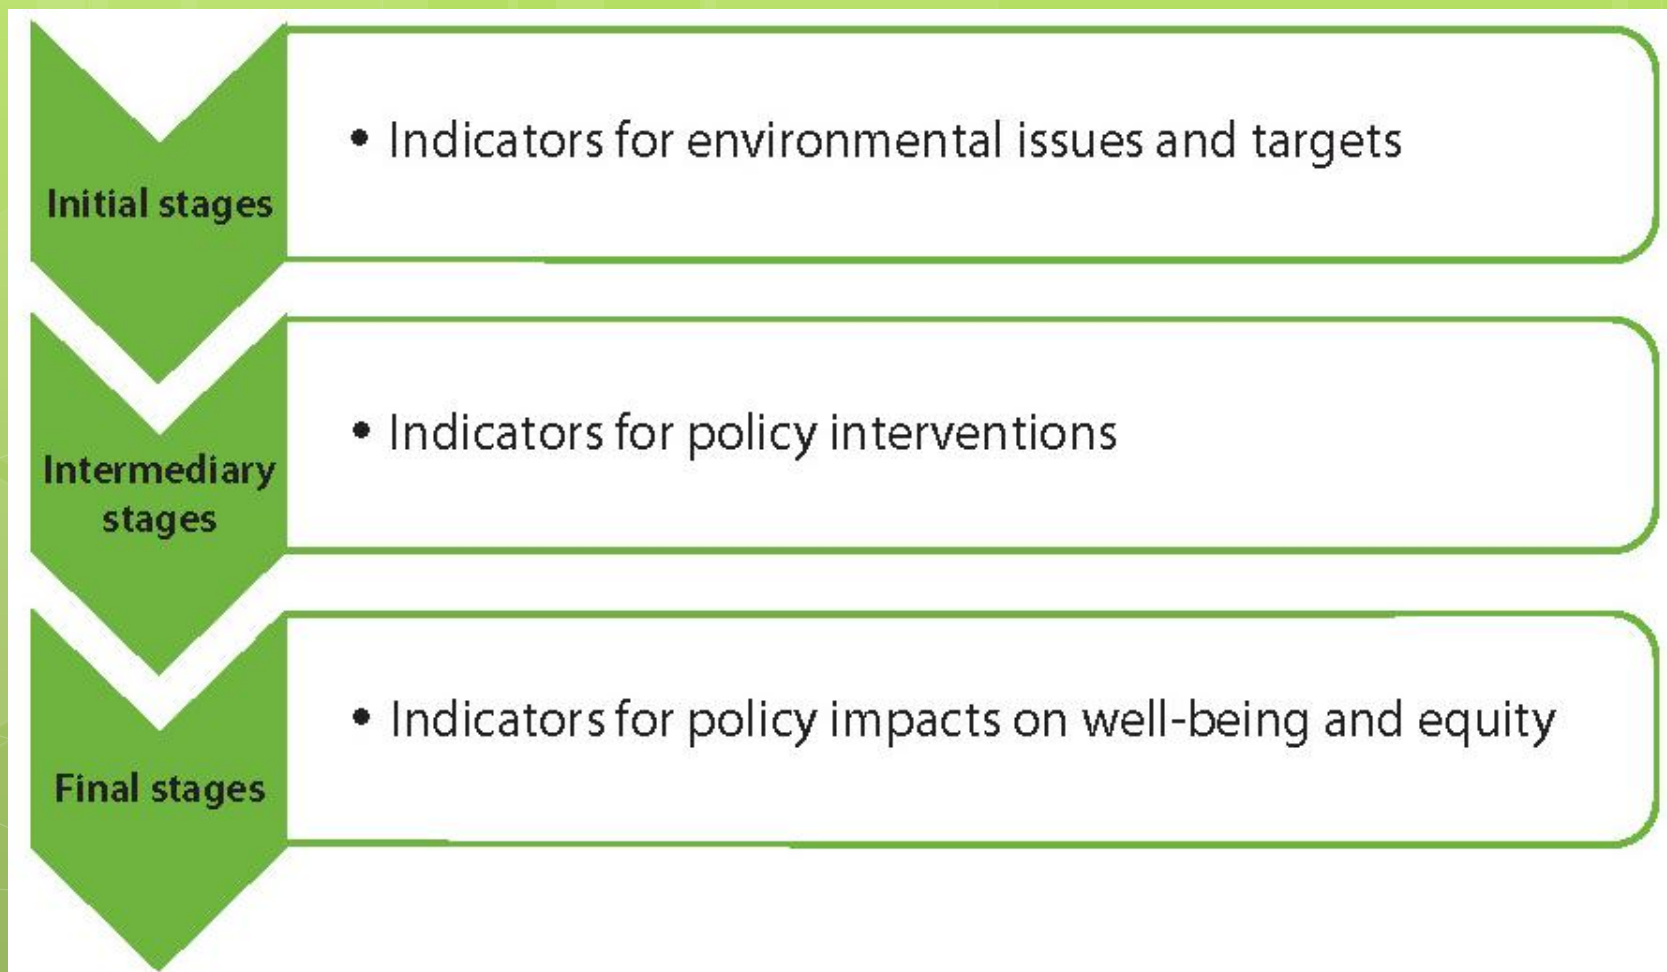 Initial stages
• Indicators for environmental issues and targets
Intermediary
stages
• Indicators for policy interventions
Final stages
• Indicators for policy impacts on well-being and equity